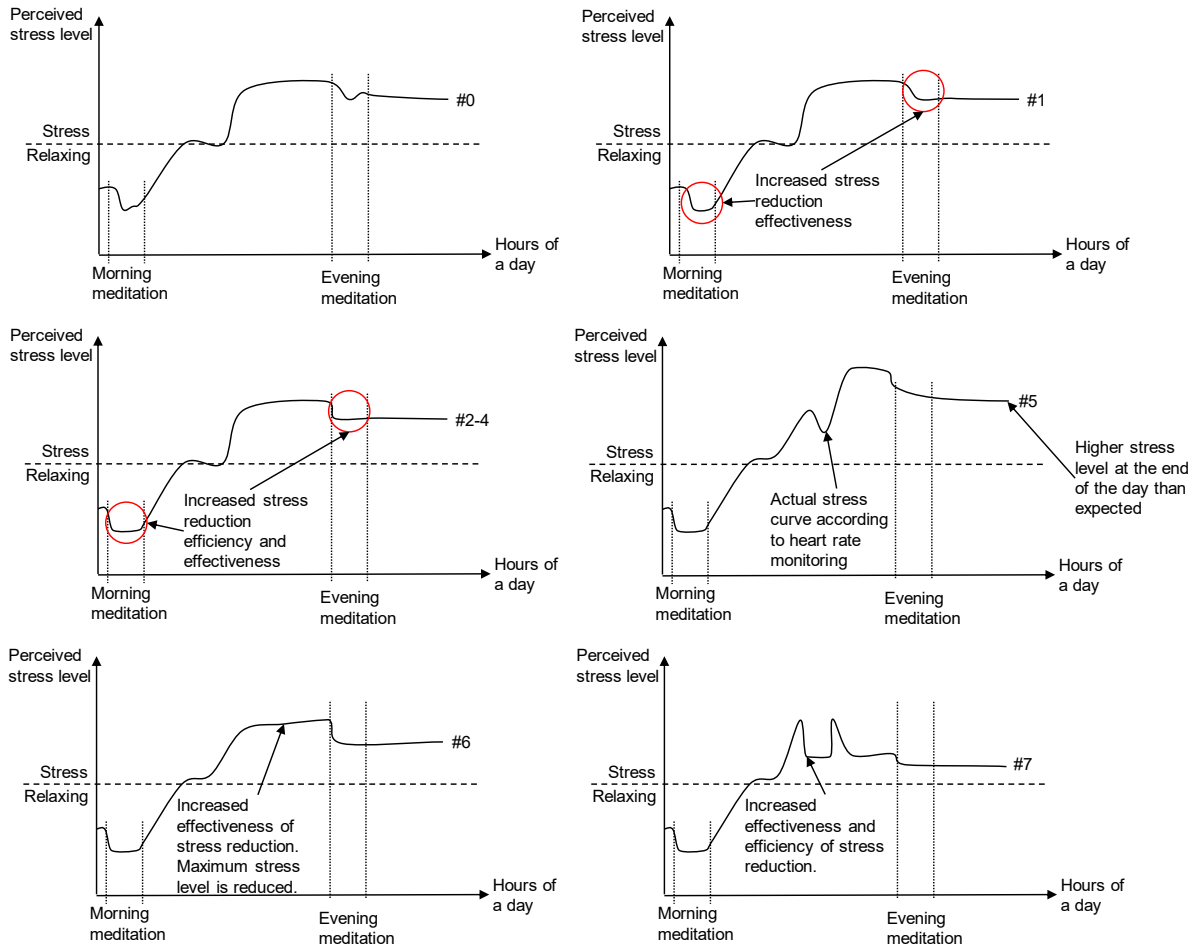 Perceived
stress level
#0
Stress
Relaxing
Hours of
a day
Morning
meditation
Evening
meditation
Perceived
stress level
#1
Stress
Relaxing
Increased stress
reduction
effectiveness
Hours of
a day
Morning
meditation
Evening
meditation
Perceived
stress level
#2-4
Stress
Relaxing
Increased stress
reduction
efficiency and
effectiveness
Hours of
a day
Morning
meditation
Evening
meditation
Perceived
stress level
#5
Stress
Relaxing
Higher stress
level at the end
of the day than
expected
Actual stress
curve according
to heart rate
monitoring
Hours of
a day
Morning
meditation
Evening
meditation
Perceived
stress level
#6
Stress
Relaxing
Increased
effectiveness of
stress reduction.
Maximum stress
level is reduced.
Hours of
a day
Morning
meditation
Evening
meditation
Perceived
stress level
#7
Stress
Relaxing
Increased
effectiveness and
efficiency of stress
reduction.
Hours of
a day
Morning
meditation
Evening
meditation